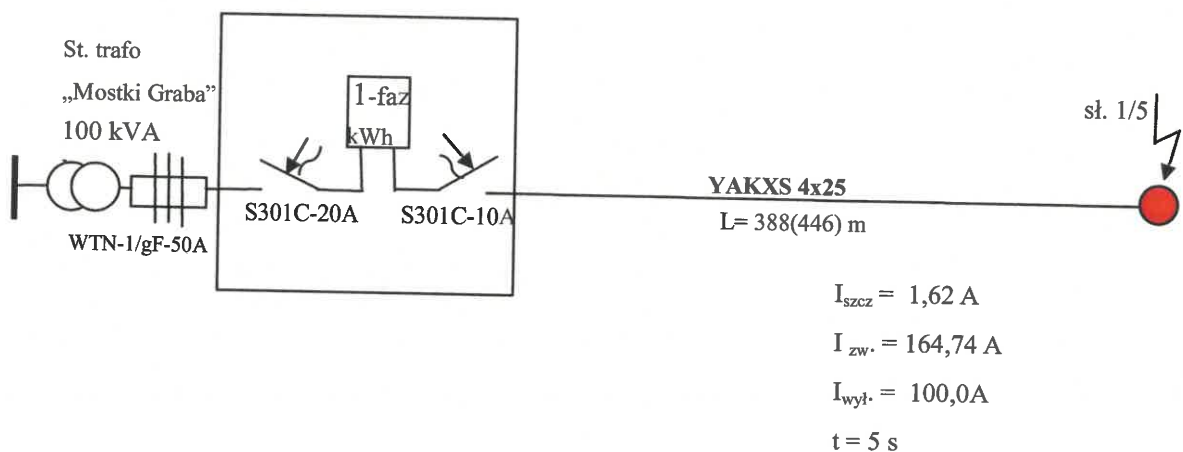 St. trafo
„Mostki Graba”
100 kVA
WTN-1/gF-50A
1-faz
kWh
S301C-20A
S301C-10A
YAKXS 4x25
L= 388(446) m
sł. 1/5
Iszcz = 1,62 A
I zw. = 164,74 A
Iwył. = 100,0A
t = 5 s